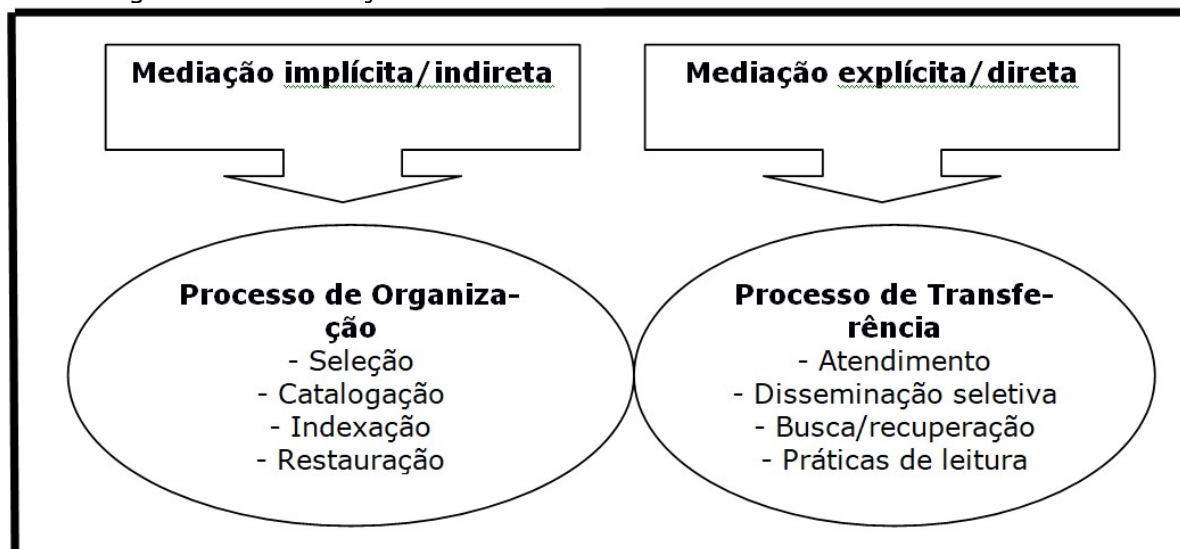 Mediação implícita/indireta
Mediação explícita/direta
Processo de Organiza-
ção
- Seleção
- Catalogação
- Indexação
- Restauração
Processo de Transfe-
rência
- Atendimento
- Disseminação seletiva
- Busca/recuperação
- Práticas de leitura